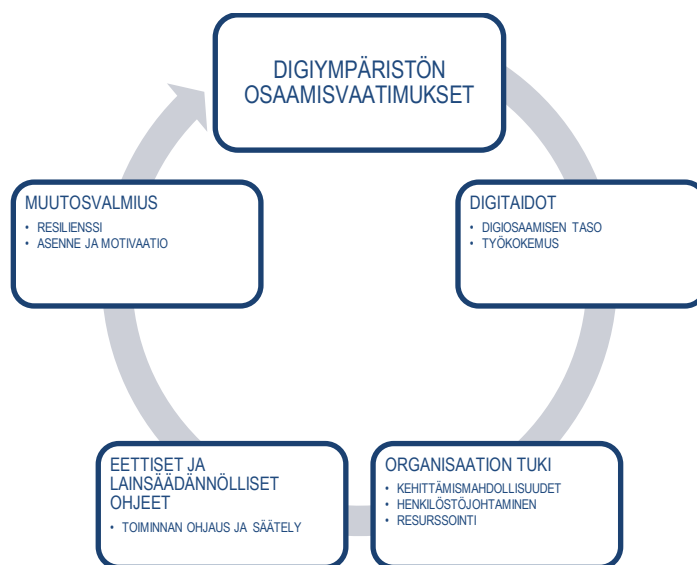 DIGIYMPÄRISTÖN
OSAAMISVAATIMUKSET
MUUTOSVALMIUS
• RESILIENSSI
• ASENNE JA MOTIVAATIO
DIGITAIDOT
• DIGIOSAAMISEN TASO
• TYÖKOKEMUS
EETTISET JA
LAINSÄÄDÄNNÖLLISET
OHJEET
• TOIMINNAN OHJAUS JA SÄÄTELY
ORGANISAATION TUKI
• KEHITTÄMISMAHDOLLISUUDET
• HENKILÖSTÖJOHTAMINEN
• RESURSSOINTI